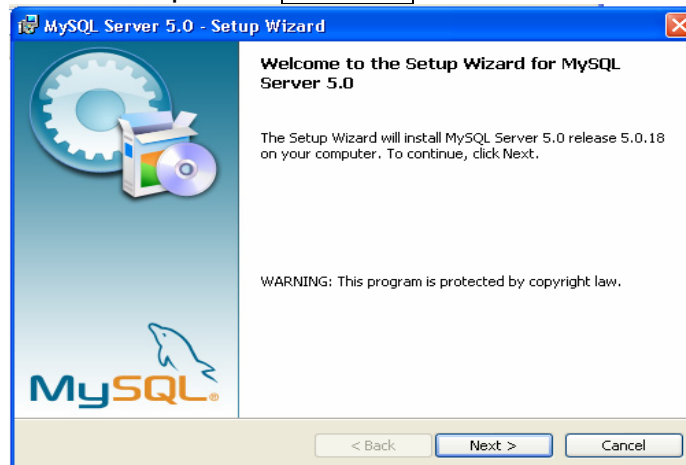 MySQL Server 5.0 - Setup Wizard
Welcome to the Setup Wizard for MySQL
Server 5.0
The Setup Wizard will install MySQL Server 5.0 release 5.0.18
on your computer. To continue, click Next.
WARNING: This program is protected by copyright law.
MySQL®
< Back Next > Cancel